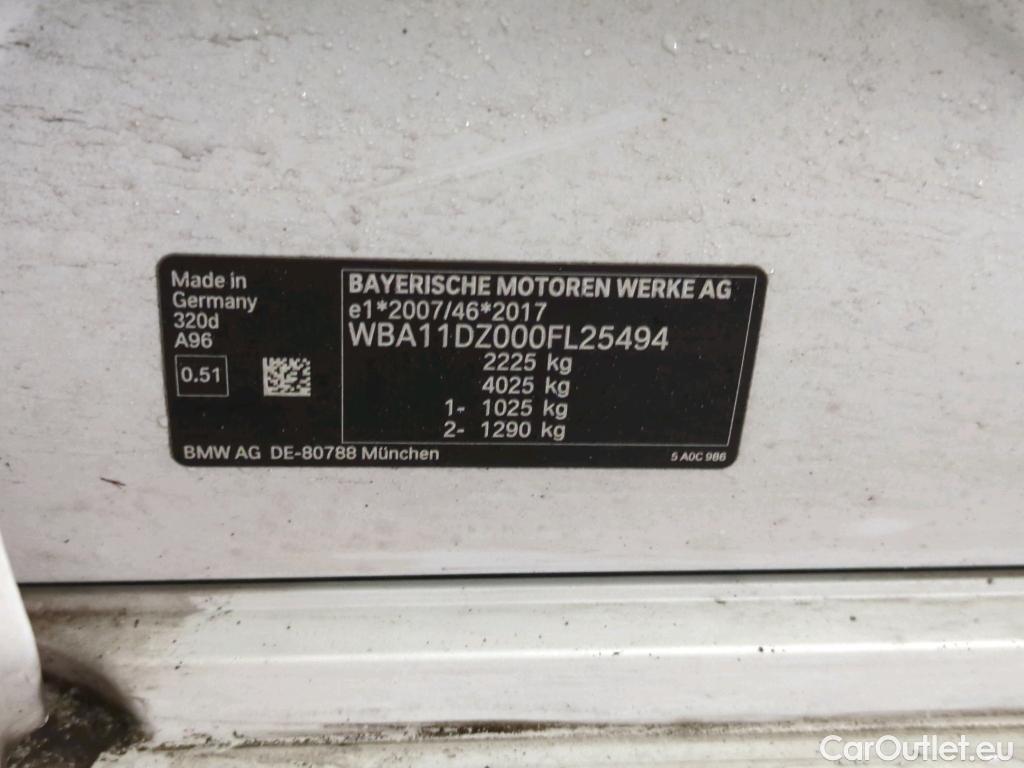 Made in
Germany
320d
A96
0.51
BAYERISCHE MOTOREN WERKE AG
e1*2007/46*2017
WBA11DZ000FL25494
2225 kg
4025 kg
1- 1025 kg
2- 1290 kg
BMW AG DE-80788 München
5 A0C 986
CarOutlet.eu